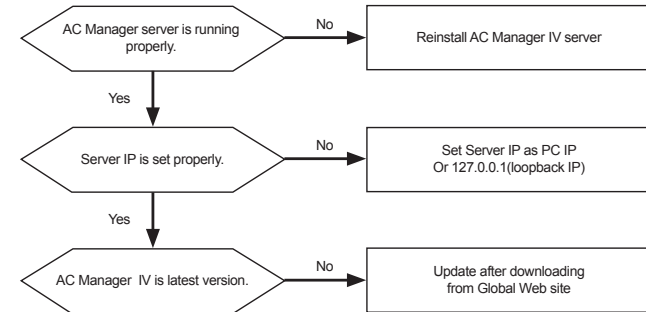 AC Manager server is running
properly.
No
Reinstall AC Manager IV server
Yes
Server IP is set properly.
No
Set Server IP as PC IP
Or 127.0.0.1(loopback IP)
Yes
AC Manager  IV is latest version.
No
Update after downloading
from Global Web site